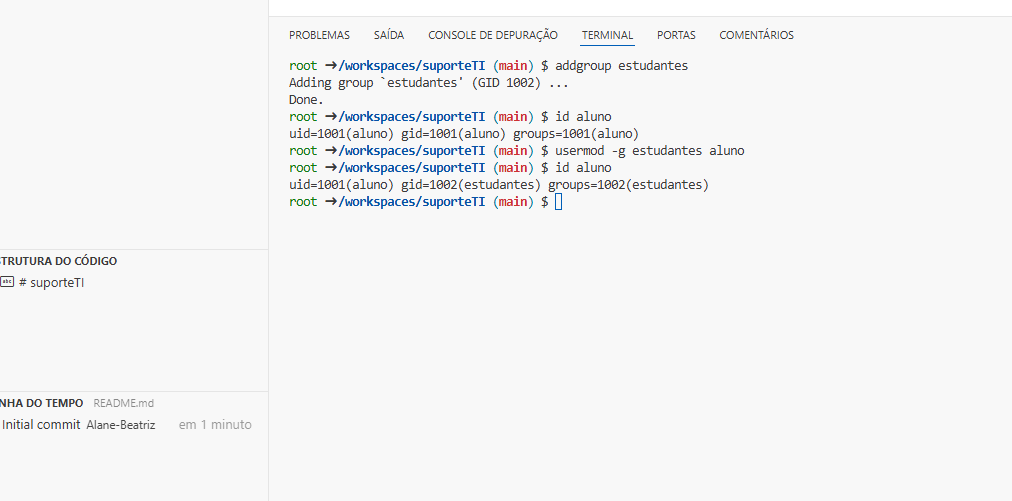 PROBLEMAS SAÍDA CONSOLE DE DEPURAÇÃO TERMINAL PORTAS COMENTÁRIOS
root ➜/workspaces/suporteTI (main) $ addgroup estudantes
Adding group `estudantes' (GID 1002) ...
Done.
root ➜/workspaces/suporteTI (main) $ id aluno
uid=1001(aluno) gid=1001(aluno) groups=1001(aluno)
root ➜/workspaces/suporteTI (main) $ usermod -g estudantes aluno
root ➜/workspaces/suporteTI (main) $ id aluno
uid=1001(aluno) gid=1002(estudantes) groups=1002(estudantes)
root ➜/workspaces/suporteTI (main) $
STRUTURA DO CÓDIGO
abc # suporteTI
NHA DO TEMPO README.md
Initial commit Alane-Beatriz em 1 minuto